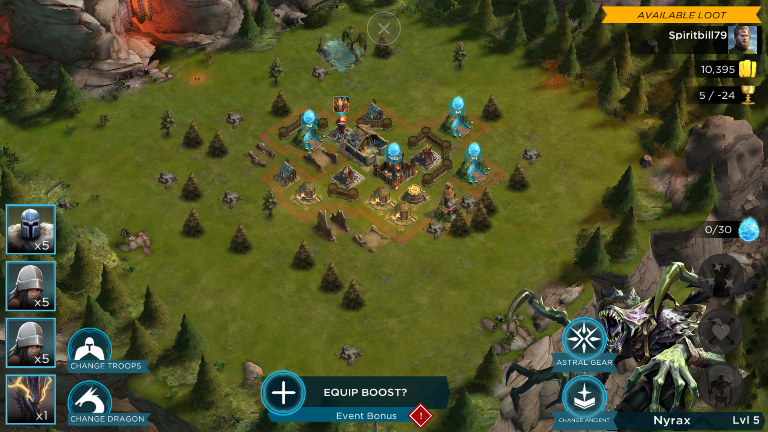 AVAILABLE LOOT
Spiritbill79
10,395
5 / -24
0/30
x5
x5
x5
x1
CHANGE TROOPS
CHANGE DRAGON
EQUIP BOOST?
Event Bonus
ASTRAL GEAR
CHANGE ANCIENT
Nyrax Lvl 5